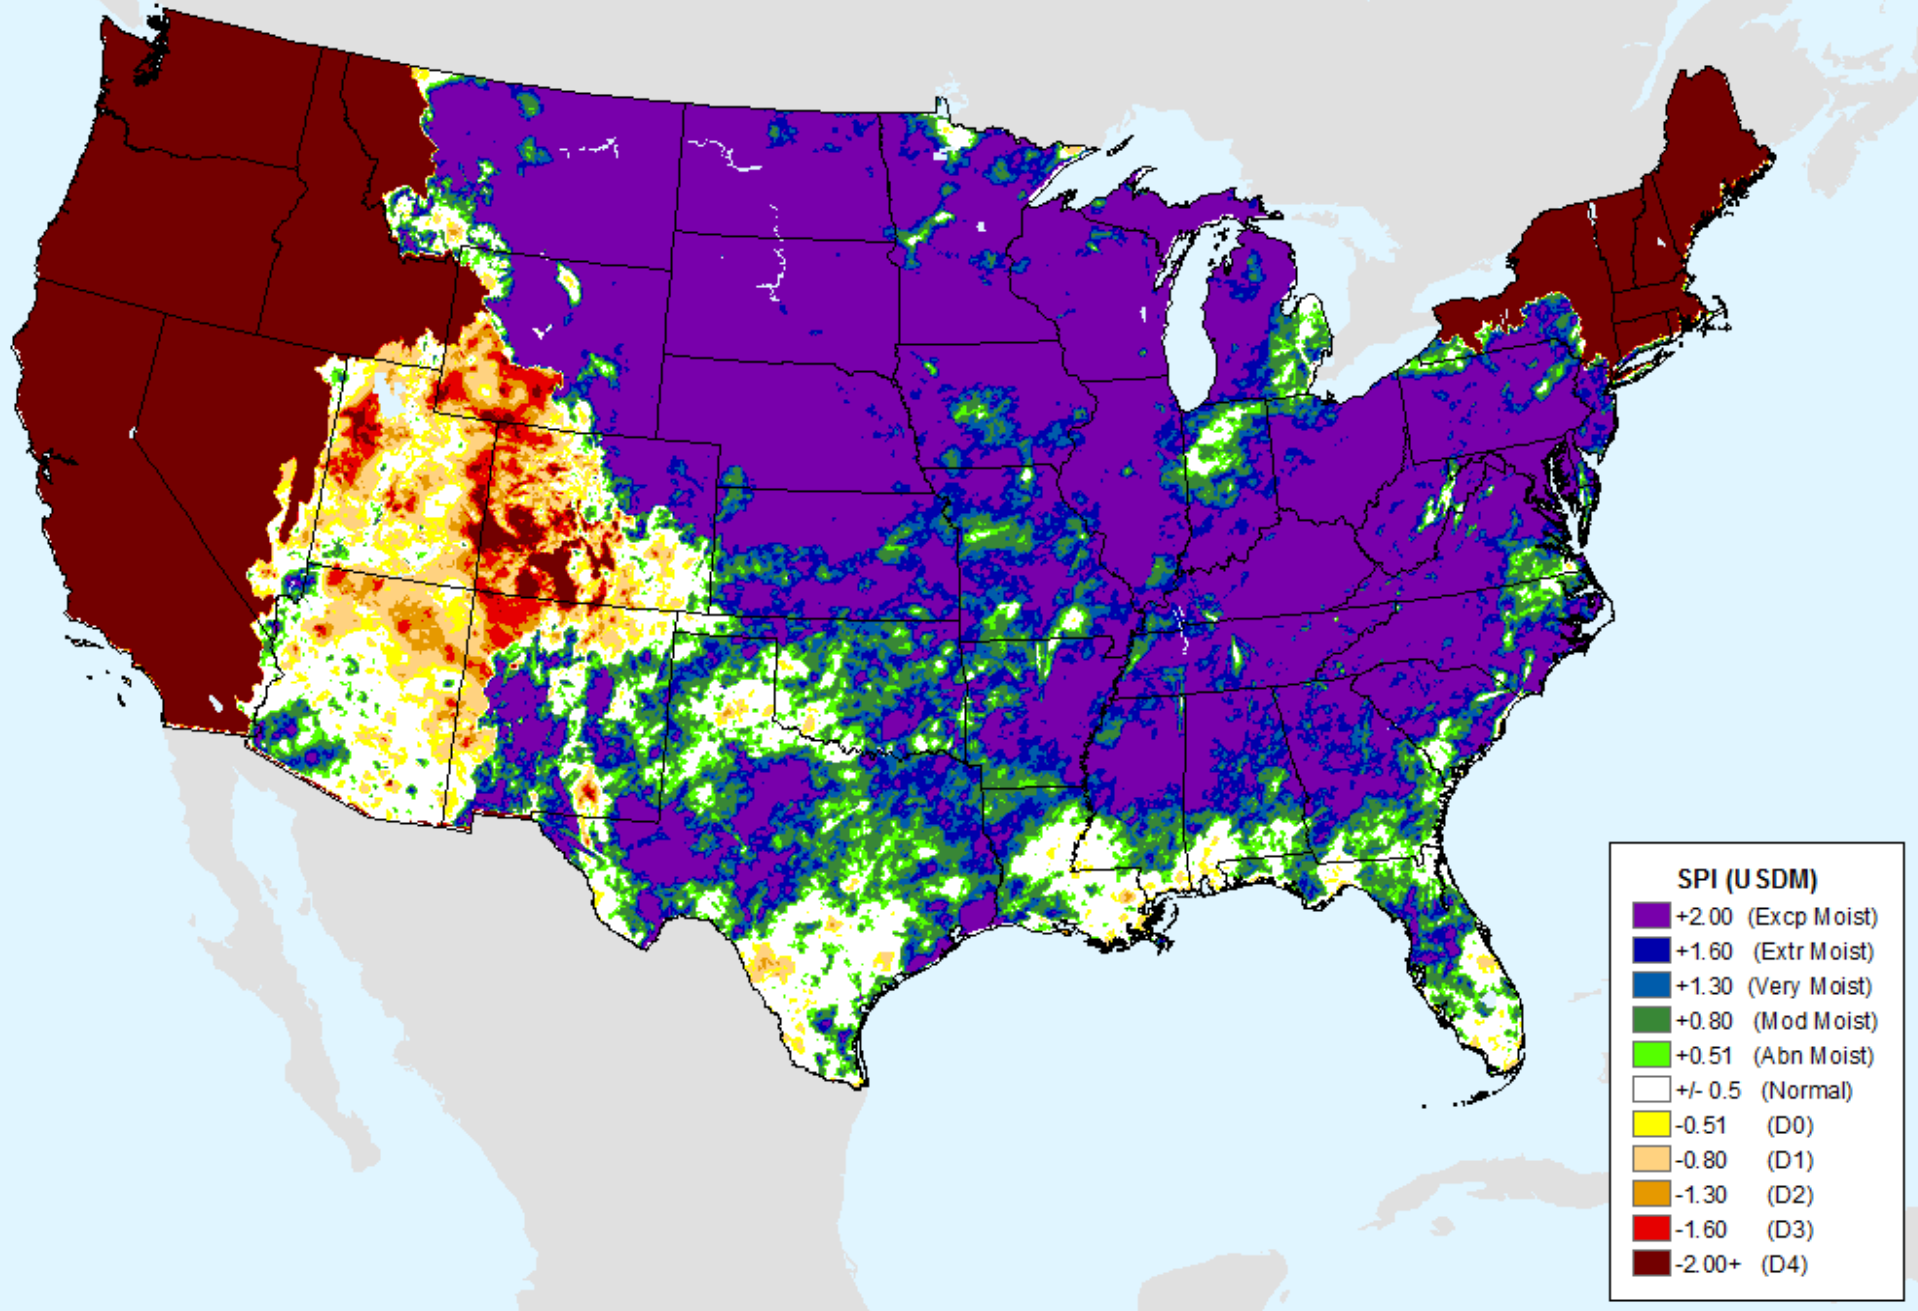 SPI (USDM)
+2.00 (Excp Moist)
+1.60 (Extr Moist)
+1.30 (Very Moist)
+0.80 (Mod Moist)
+0.51 (Abn Moist)
+/- 0.5 (Normal)
-0.51 (D0)
-0.80 (D1)
-1.30 (D2)
-1.60 (D3)
-2.00+ (D4)